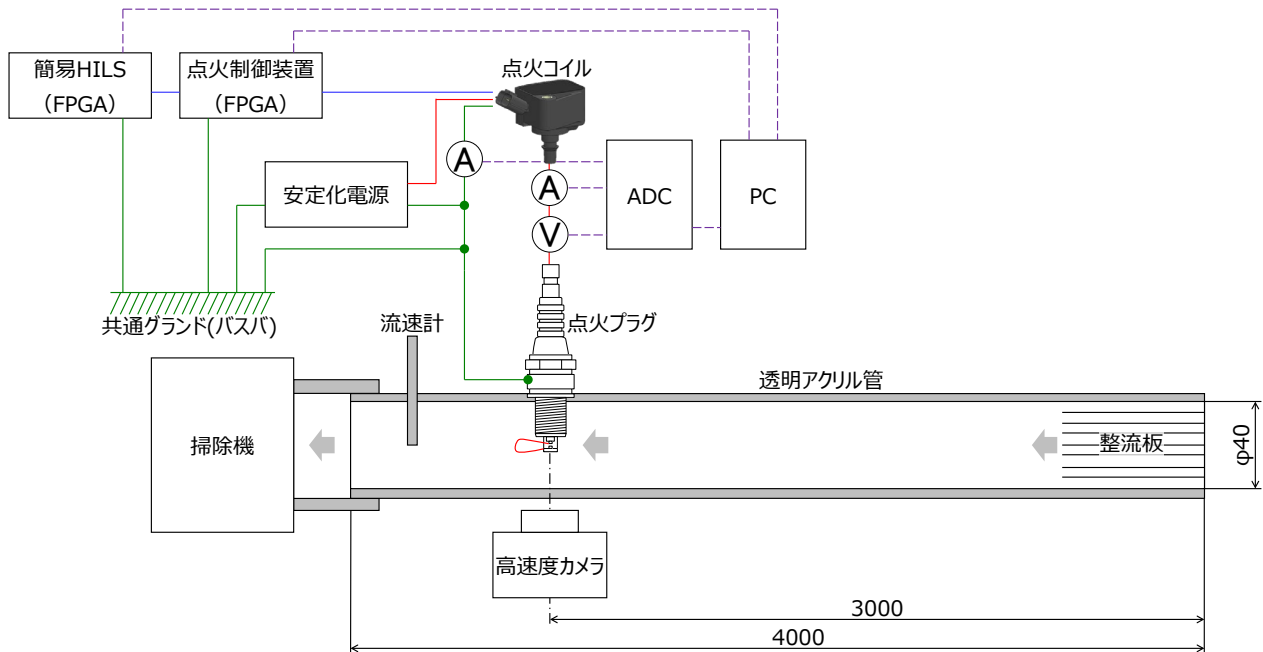 簡易HILS
（FPGA）
点火制御装置
（FPGA）
点火コイル
安定化電源
A
A
V
ADC
PC
共通グランド(バスバ)
流速計
点火プラグ
透明アクリル管
掃除機
整流板
φ40
高速度カメラ
3000
4000